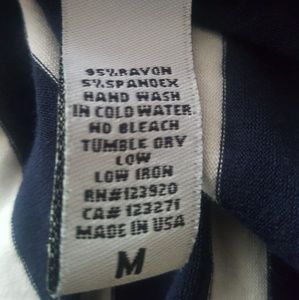 95% RAYON
5% SPANDEX
HAND WASH
IN COLD WATER
NO BLEACH
TUMBLE DRY
LOW
LOW IRON
RN#123920
CA# 123271
MADE IN USA
M